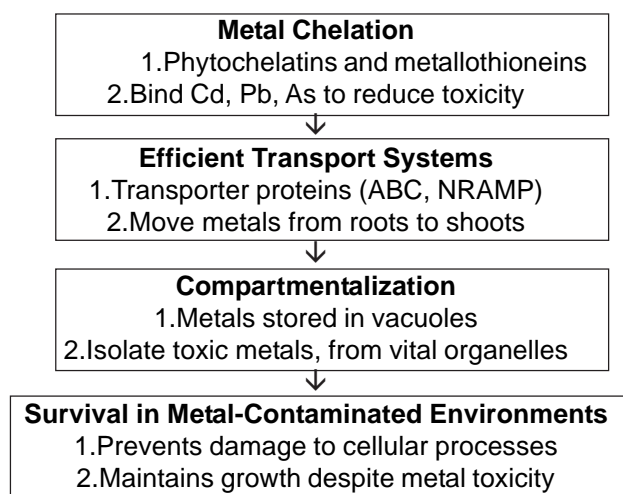 Metal Chelation
1.Phytochelatins and metallothioneins
2.Bind Cd, Pb, As to reduce toxicity
Efficient Transport Systems
1.Transporter proteins (ABC, NRAMP)
2.Move metals from roots to shoots
Compartmentalization
1.Metals stored in vacuoles
2.Isolate toxic metals, from vital organelles
Survival in Metal-Contaminated Environments
1.Prevents damage to cellular processes
2.Maintains growth despite metal toxicity